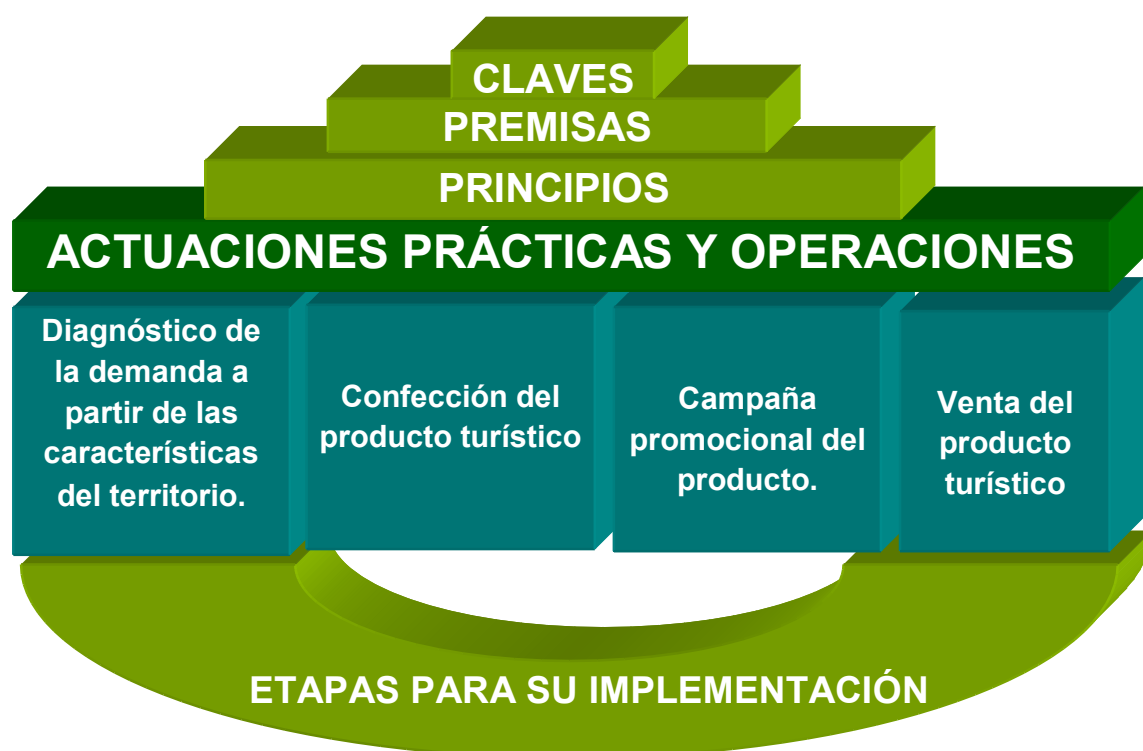 CLAVES
PREMISAS
PRINCIPIOS
ACTUACIONES PRÁCTICAS Y OPERACIONES
Diagnóstico de
la demanda a
partir de las
características
del territorio.
Confección del
producto turístico
Campaña
promocional del
producto.
Venta del
producto
turístico
ETAPAS PARA SU IMPLEMENTACIÓN